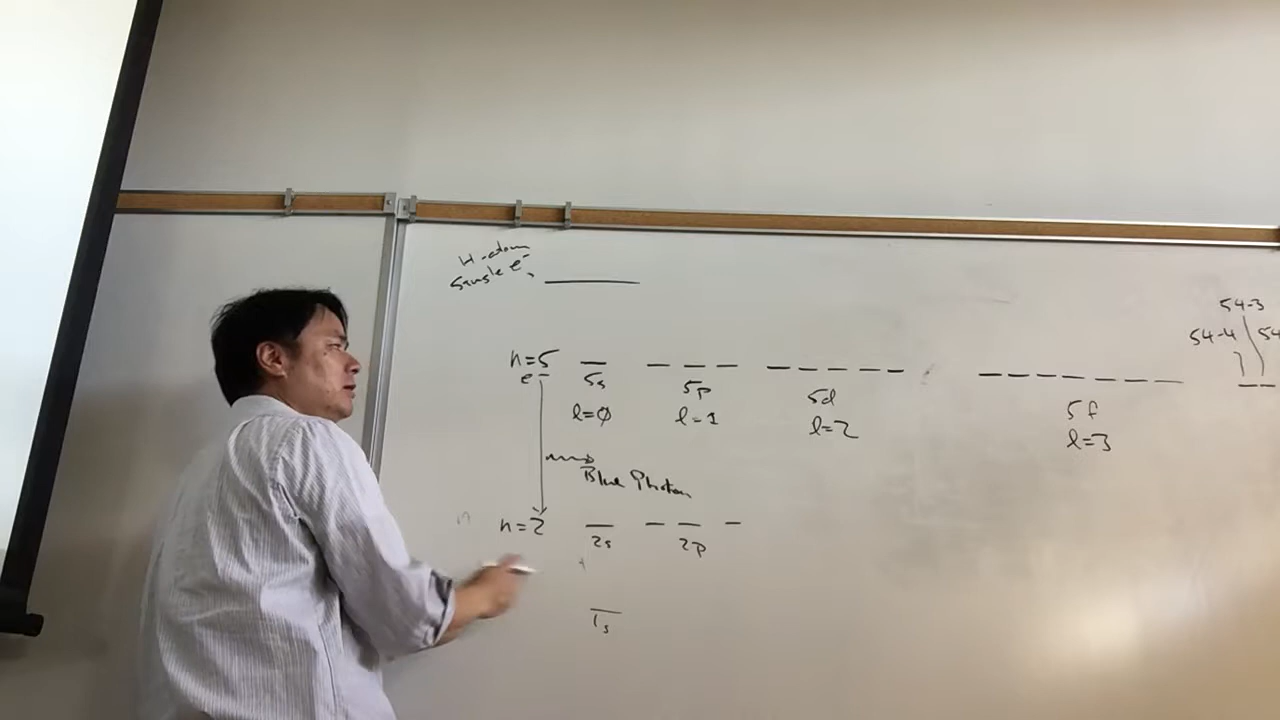 H-atom
Single e-
54-3
54-4 54
n=5
e-
5s 5p 5d 5f
l=0 l=1 l=2 l=3
Blue Photon
n=2
2s 2p
1s